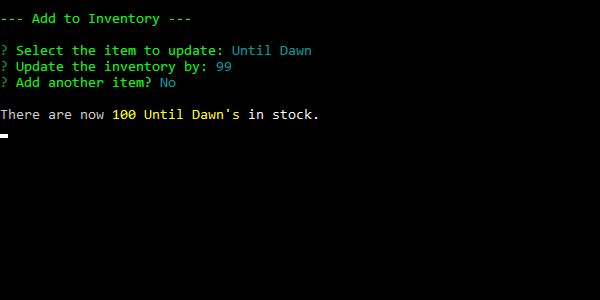 --- Add to Inventory ---
? Select the item to update: Until Dawn
? Update the inventory by: 99
? Add another item? No
There are now 100 Until Dawn's in stock.